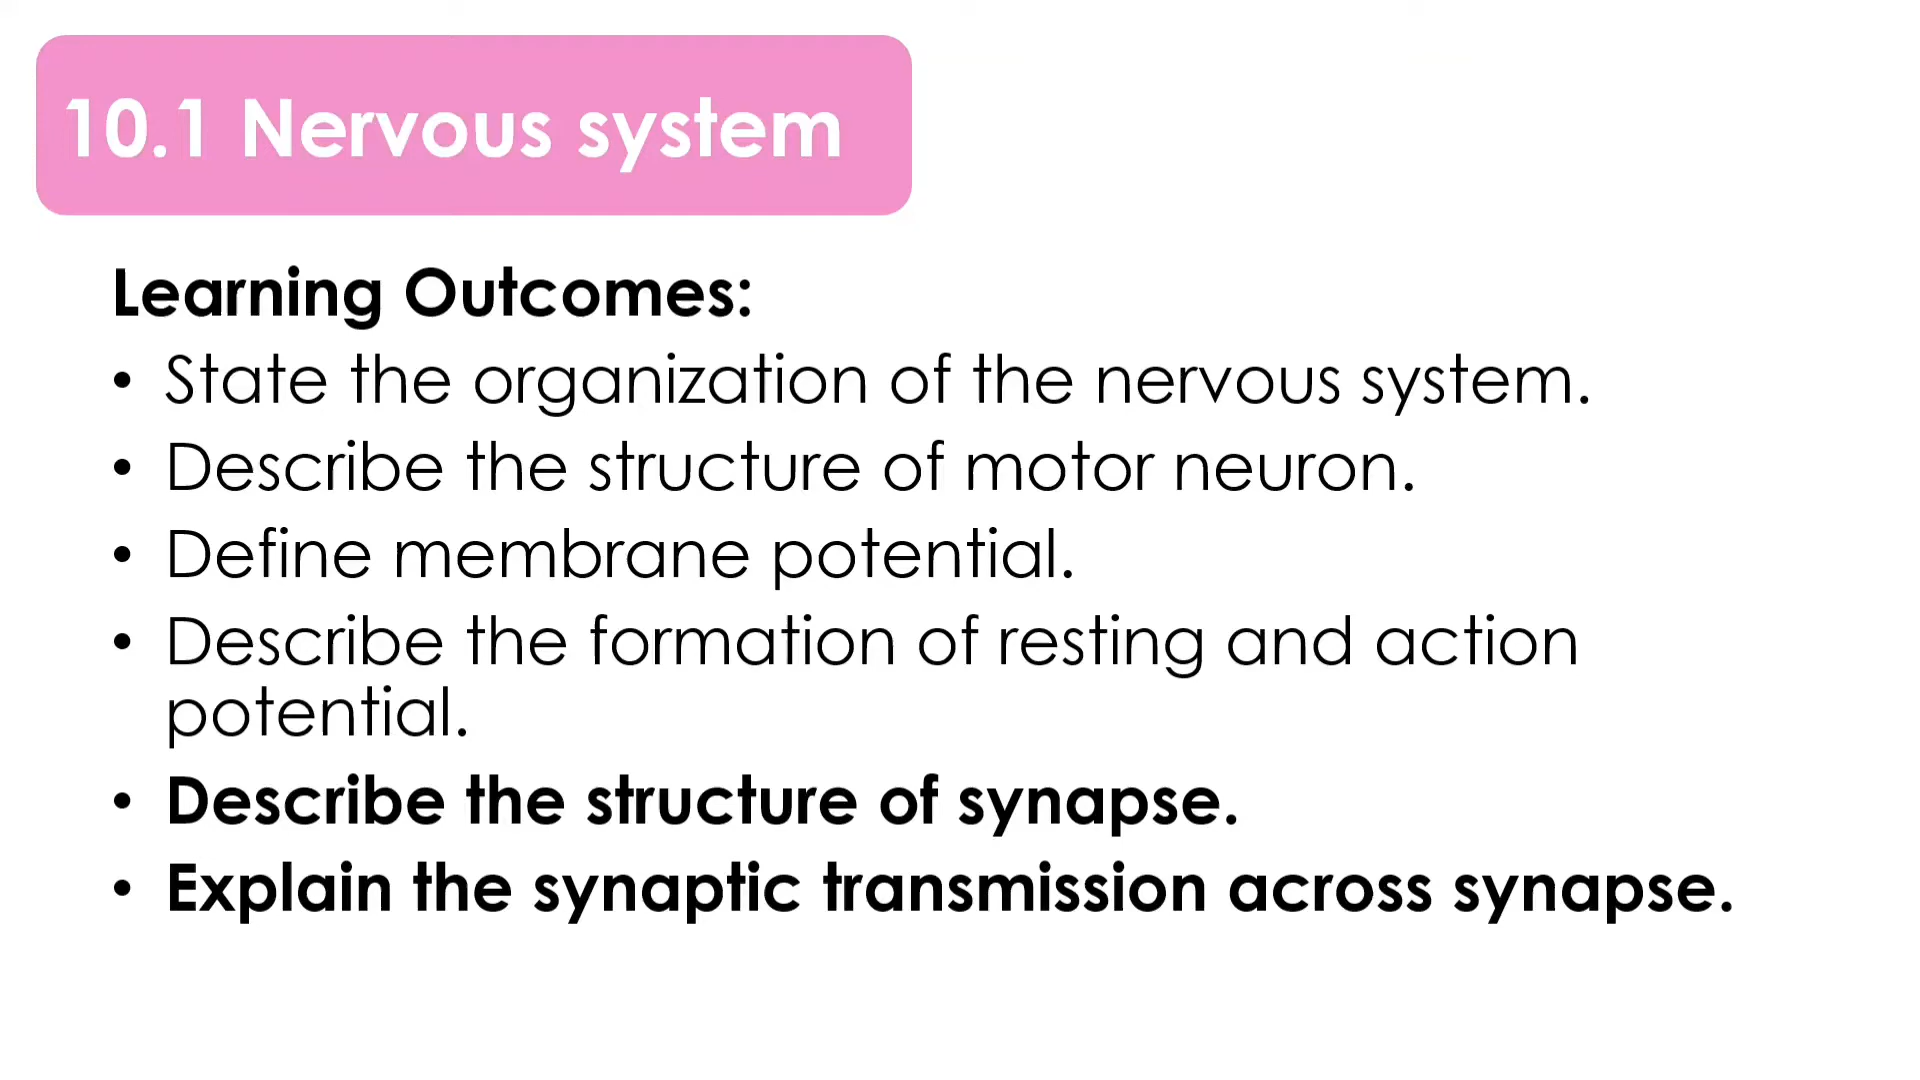 10.1 Nervous system
Learning Outcomes:
• State the organization of the nervous system.
• Describe the structure of motor neuron.
• Define membrane potential.
• Describe the formation of resting and action
potential.
• Describe the structure of synapse.
• Explain the synaptic transmission across synapse.